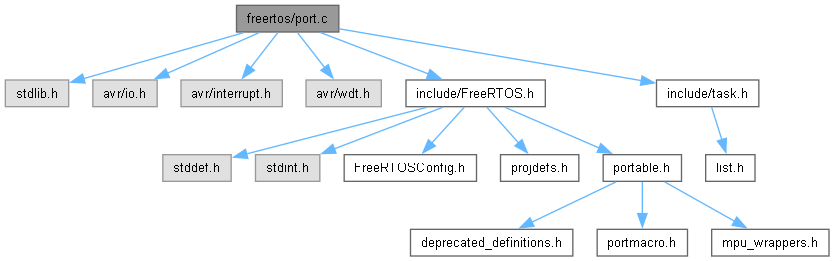 freertos/port.c
stdlib.h
avr/io.h
avr/interrupt.h
avr/wdt.h
include/FreeRTOS.h
include/task.h
stddef.h
stdint.h
FreeRTOSConfig.h
projdefs.h
portable.h
list.h
deprecated_definitions.h
portmacro.h
mpu_wrappers.h